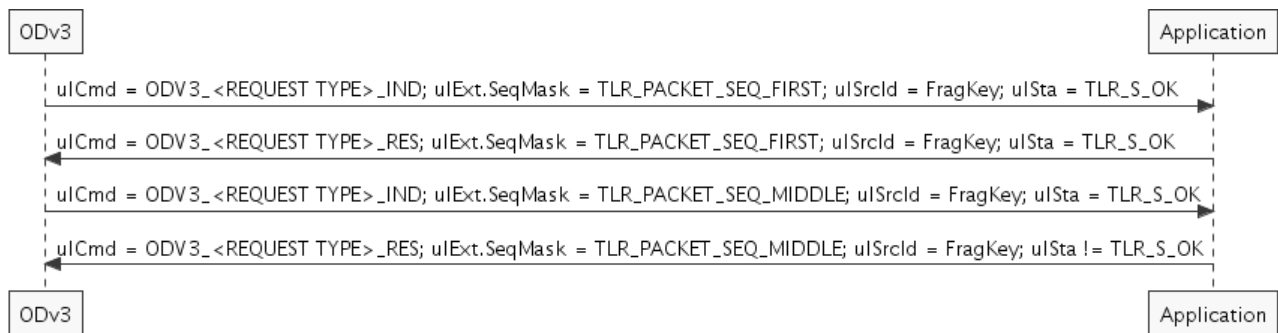 ODv3
Application
ulCmd = ODV3_<REQUEST TYPE>_IND; ulExt.SeqMask = TLR_PACKET_SEQ_FIRST; ulSrcId = FragKey; ulSta = TLR_S_OK
ulCmd = ODV3_<REQUEST TYPE>_RES; ulExt.SeqMask = TLR_PACKET_SEQ_FIRST; ulSrcId = FragKey; ulSta = TLR_S_OK
ulCmd = ODV3_<REQUEST TYPE>_IND; ulExt.SeqMask = TLR_PACKET_SEQ_MIDDLE; ulSrcId = FragKey; ulSta = TLR_S_OK
ulCmd = ODV3_<REQUEST TYPE>_RES; ulExt.SeqMask = TLR_PACKET_SEQ_MIDDLE; ulSrcId = FragKey; ulSta != TLR_S_OK
ODv3
Application